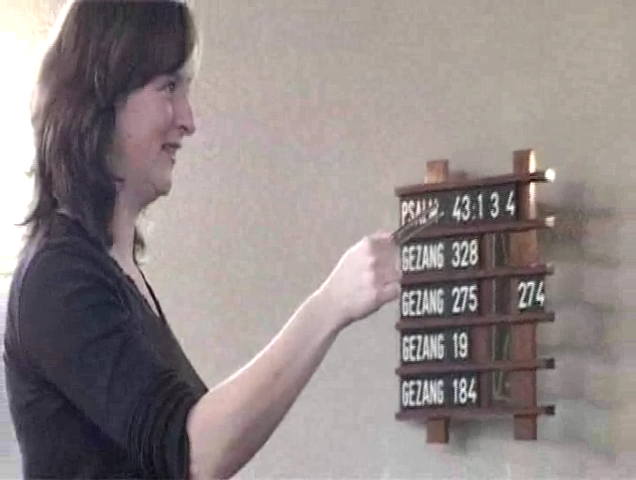 PSALM 43:1 3 4
GEZANG 328
GEZANG 275 274
GEZANG 19
GEZANG 184